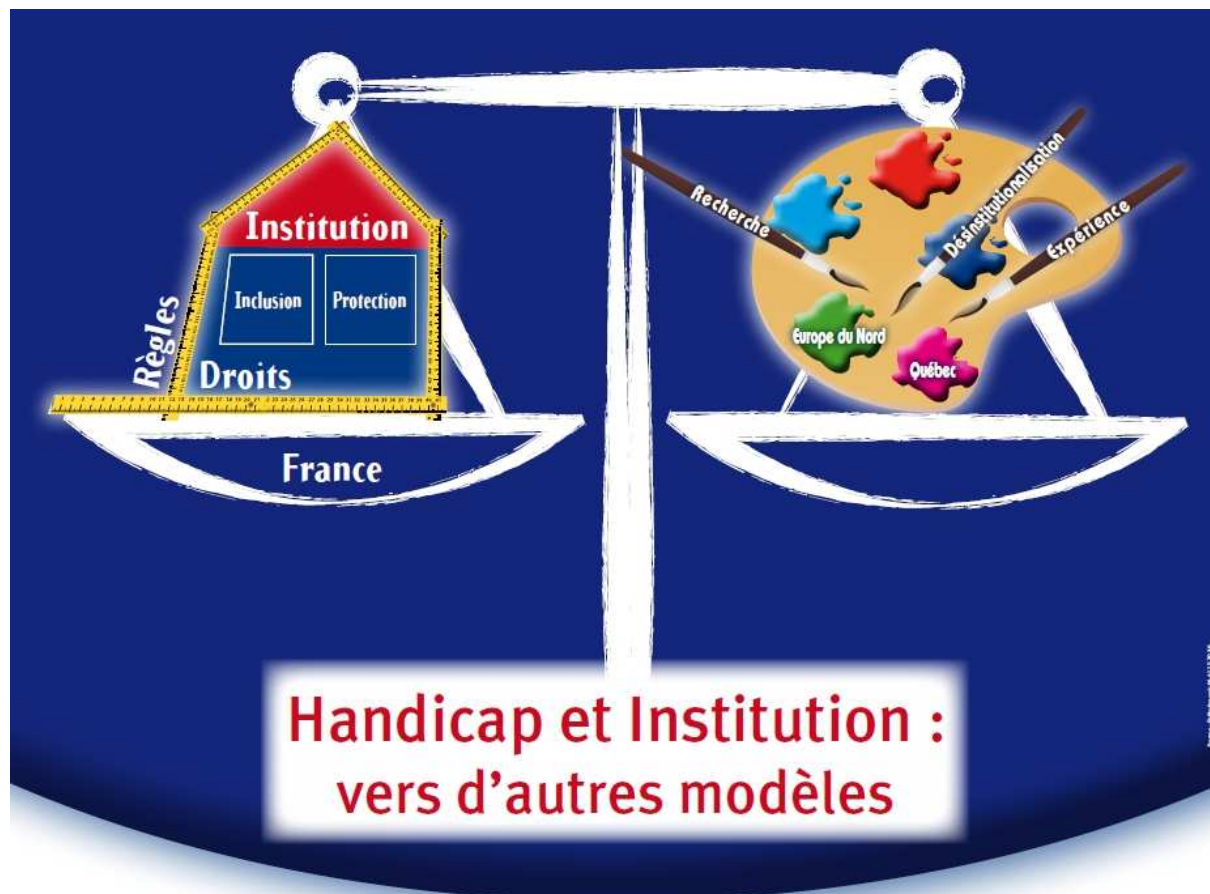 Institution
Inclusion
Protection
Règles
Droits
France
Recherche
Désinstitutionalisation
Expérience
Europe du Nord
Québec
Handicap et Institution :
vers d'autres modèles